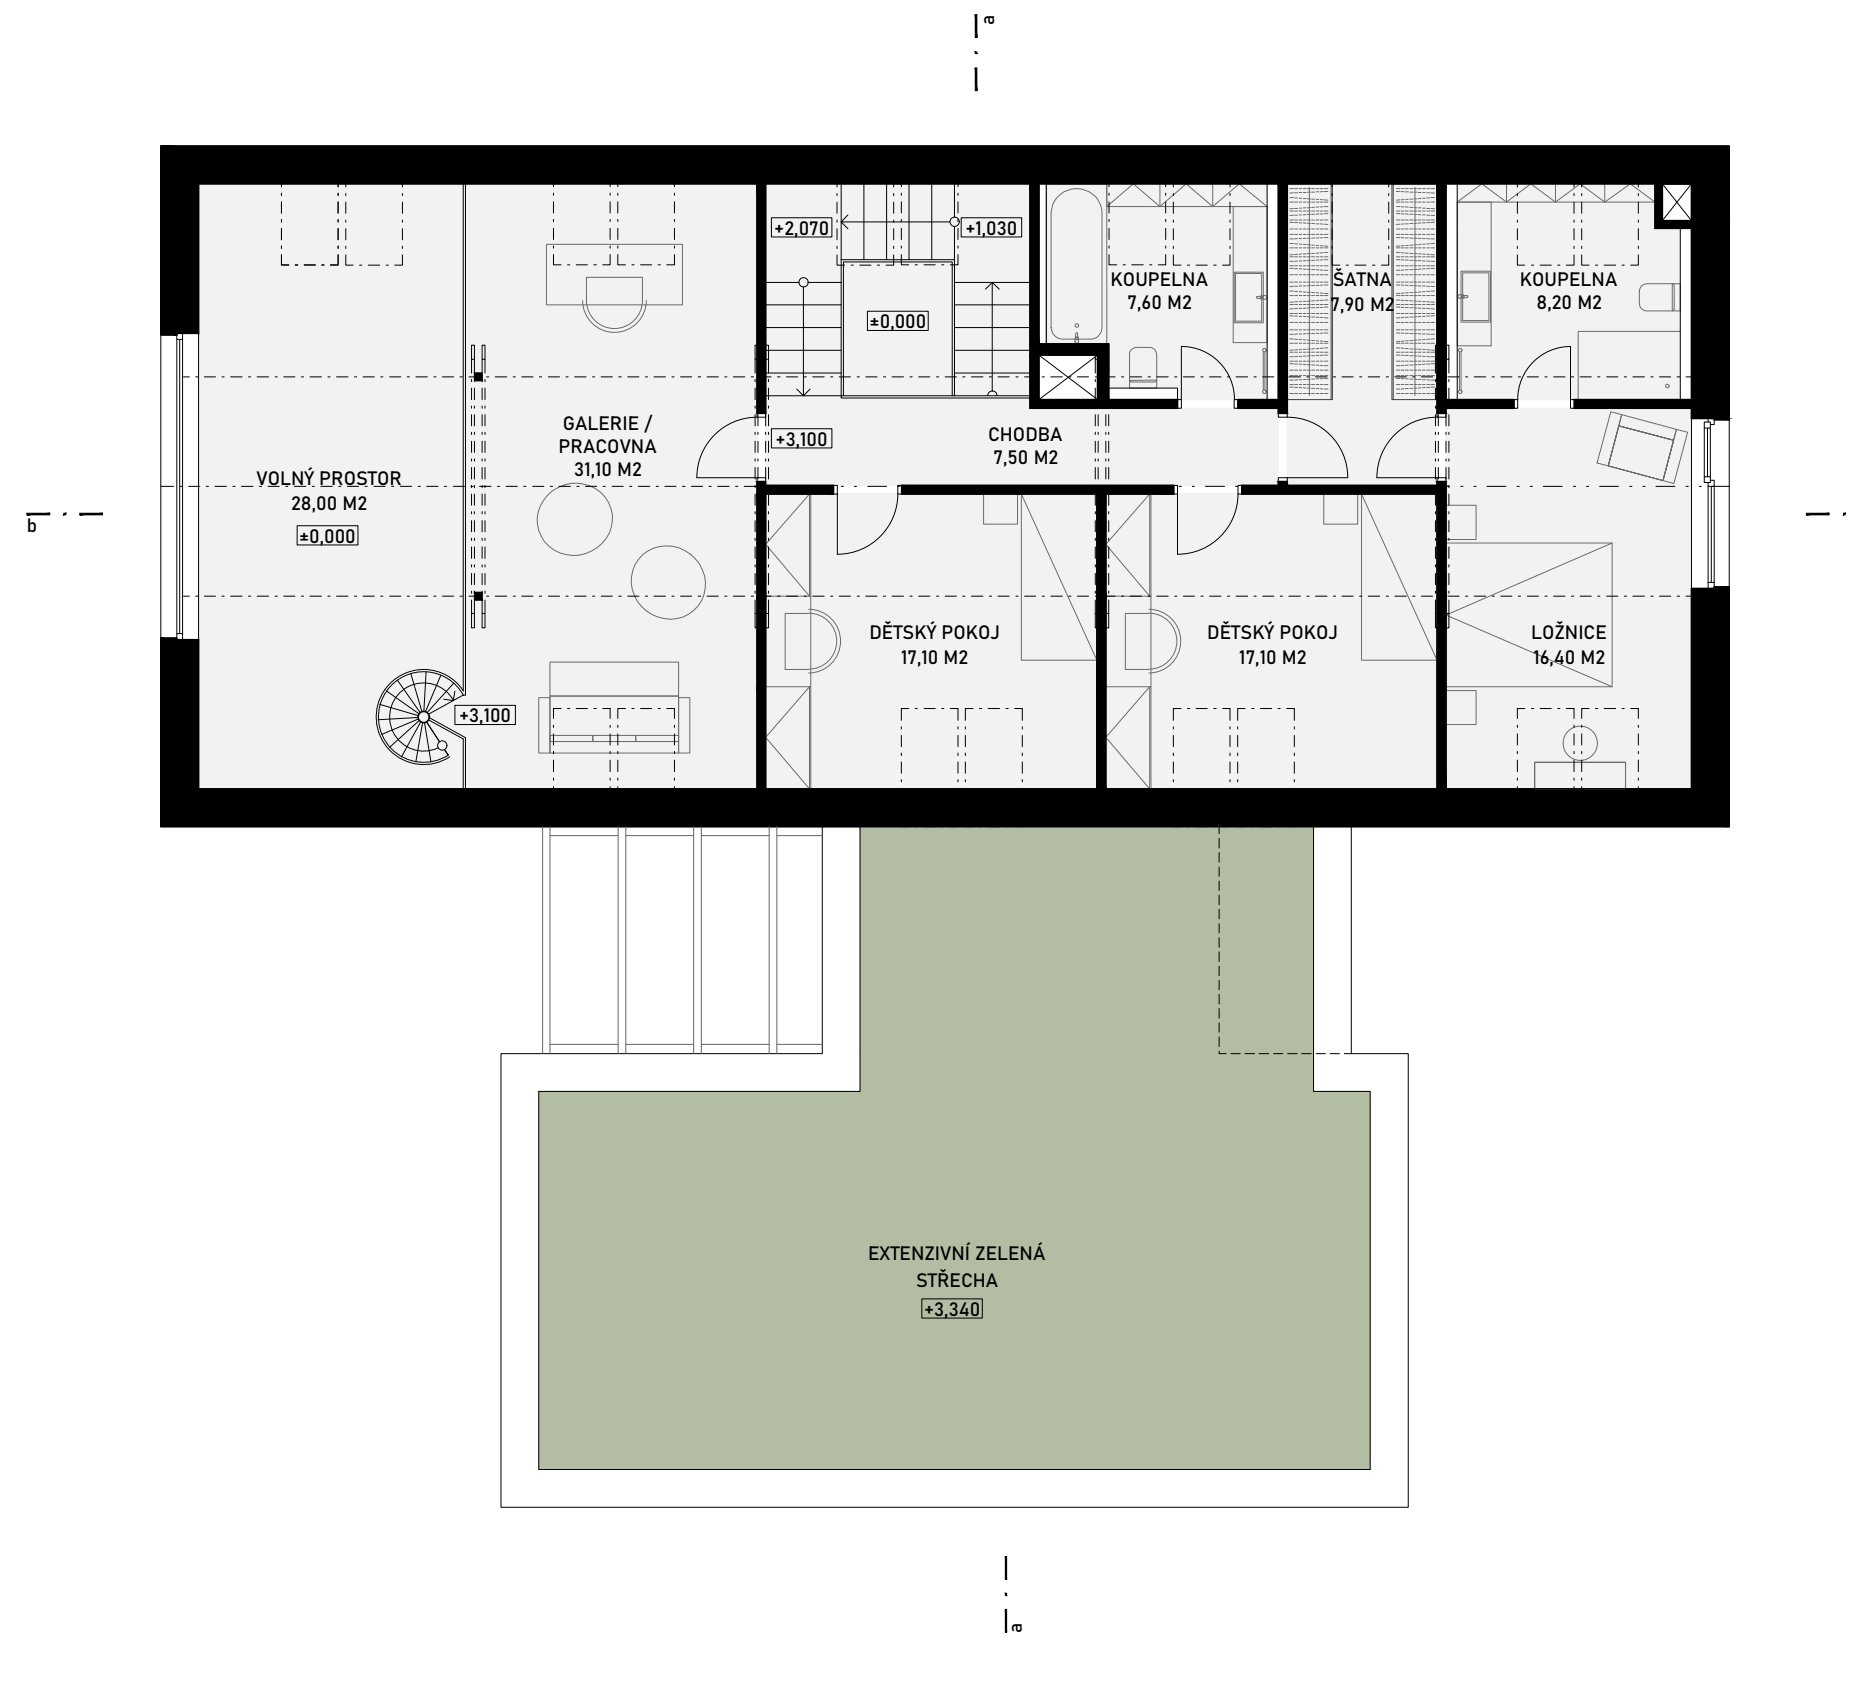 a
+2,070
+1,030
±0,000
KOUPELNA
7,60 M2
ŠATNA
7,90 M2
KOUPELNA
8,20 M2
GALERIE /
PRACOVNA
31,10 M2
+3,100
CHODBA
7,50 M2
VOLNÝ PROSTOR
28,00 M2
±0,000
b
DĚTSKÝ POKOJ
17,10 M2
DĚTSKÝ POKOJ
17,10 M2
LOŽNICE
16,40 M2
+3,100
EXTENZIVNÍ ZELENÁ
STŘECHA
+3,340
a